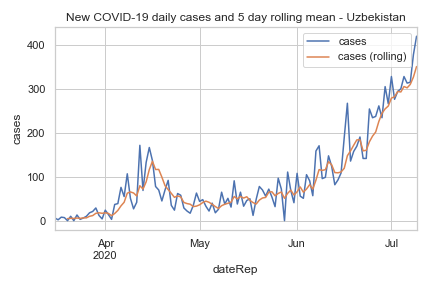 New COVID-19 daily cases and 5 day rolling mean - Uzbekistan
cases
cases (rolling)
400
300
200
100
0
cases
Apr
2020
May
Jun
Jul
dateRep